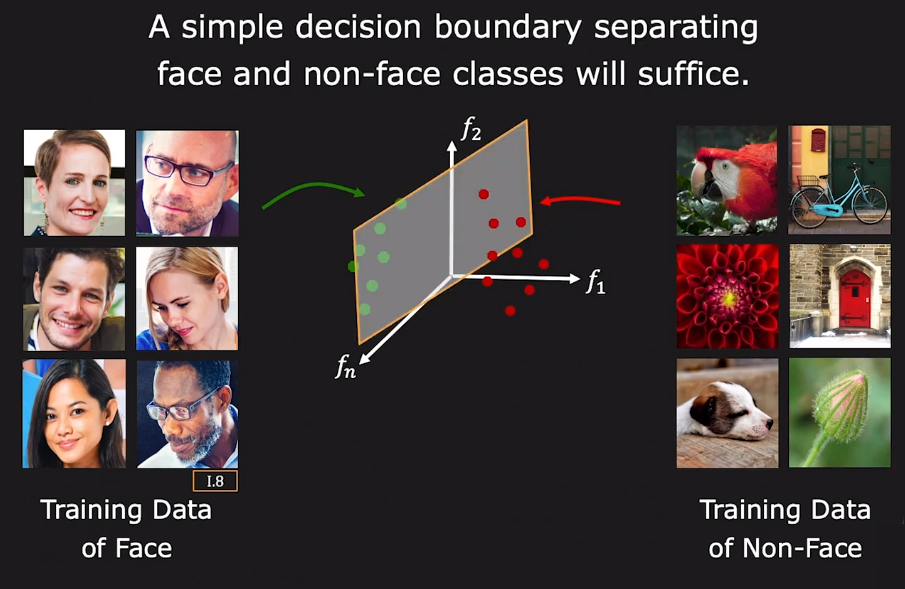 A simple decision boundary separating
face and non-face classes will suffice.
f₂
f₁
fₙ
I.8
Training Data
of Face
Training Data
of Non-Face